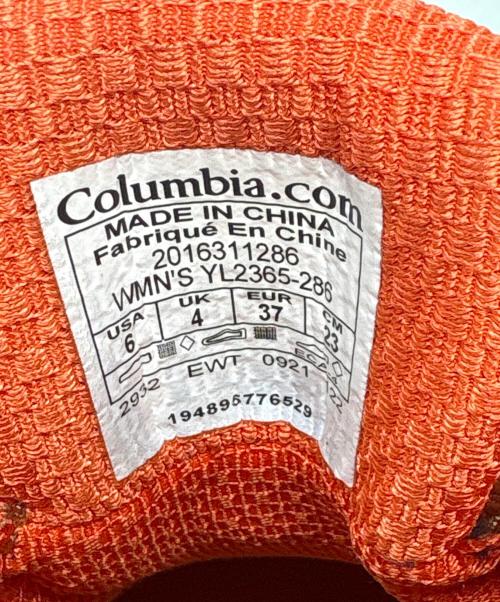 Columbia.com
MADE IN CHINA
Fabriqué En Chine
2016311286
WMN'S YL2365-286
USA UK EUR CM
6 4 37 23
2932 EWT 0921
194895776529